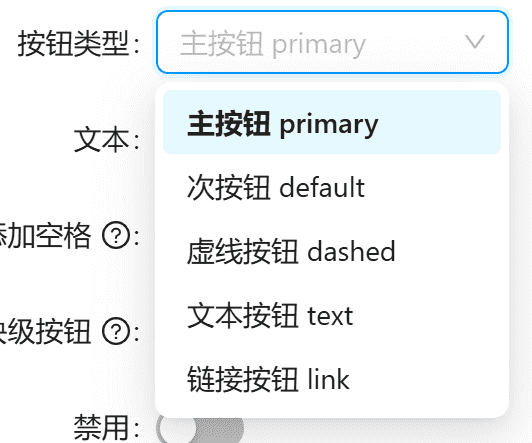 按钮类型：
主按钮 primary
主按钮 primary
文本：
次按钮 default
加空格 ?：
虚线按钮 dashed
文本按钮 text
级按钮 ?：
链接按钮 link
禁用：